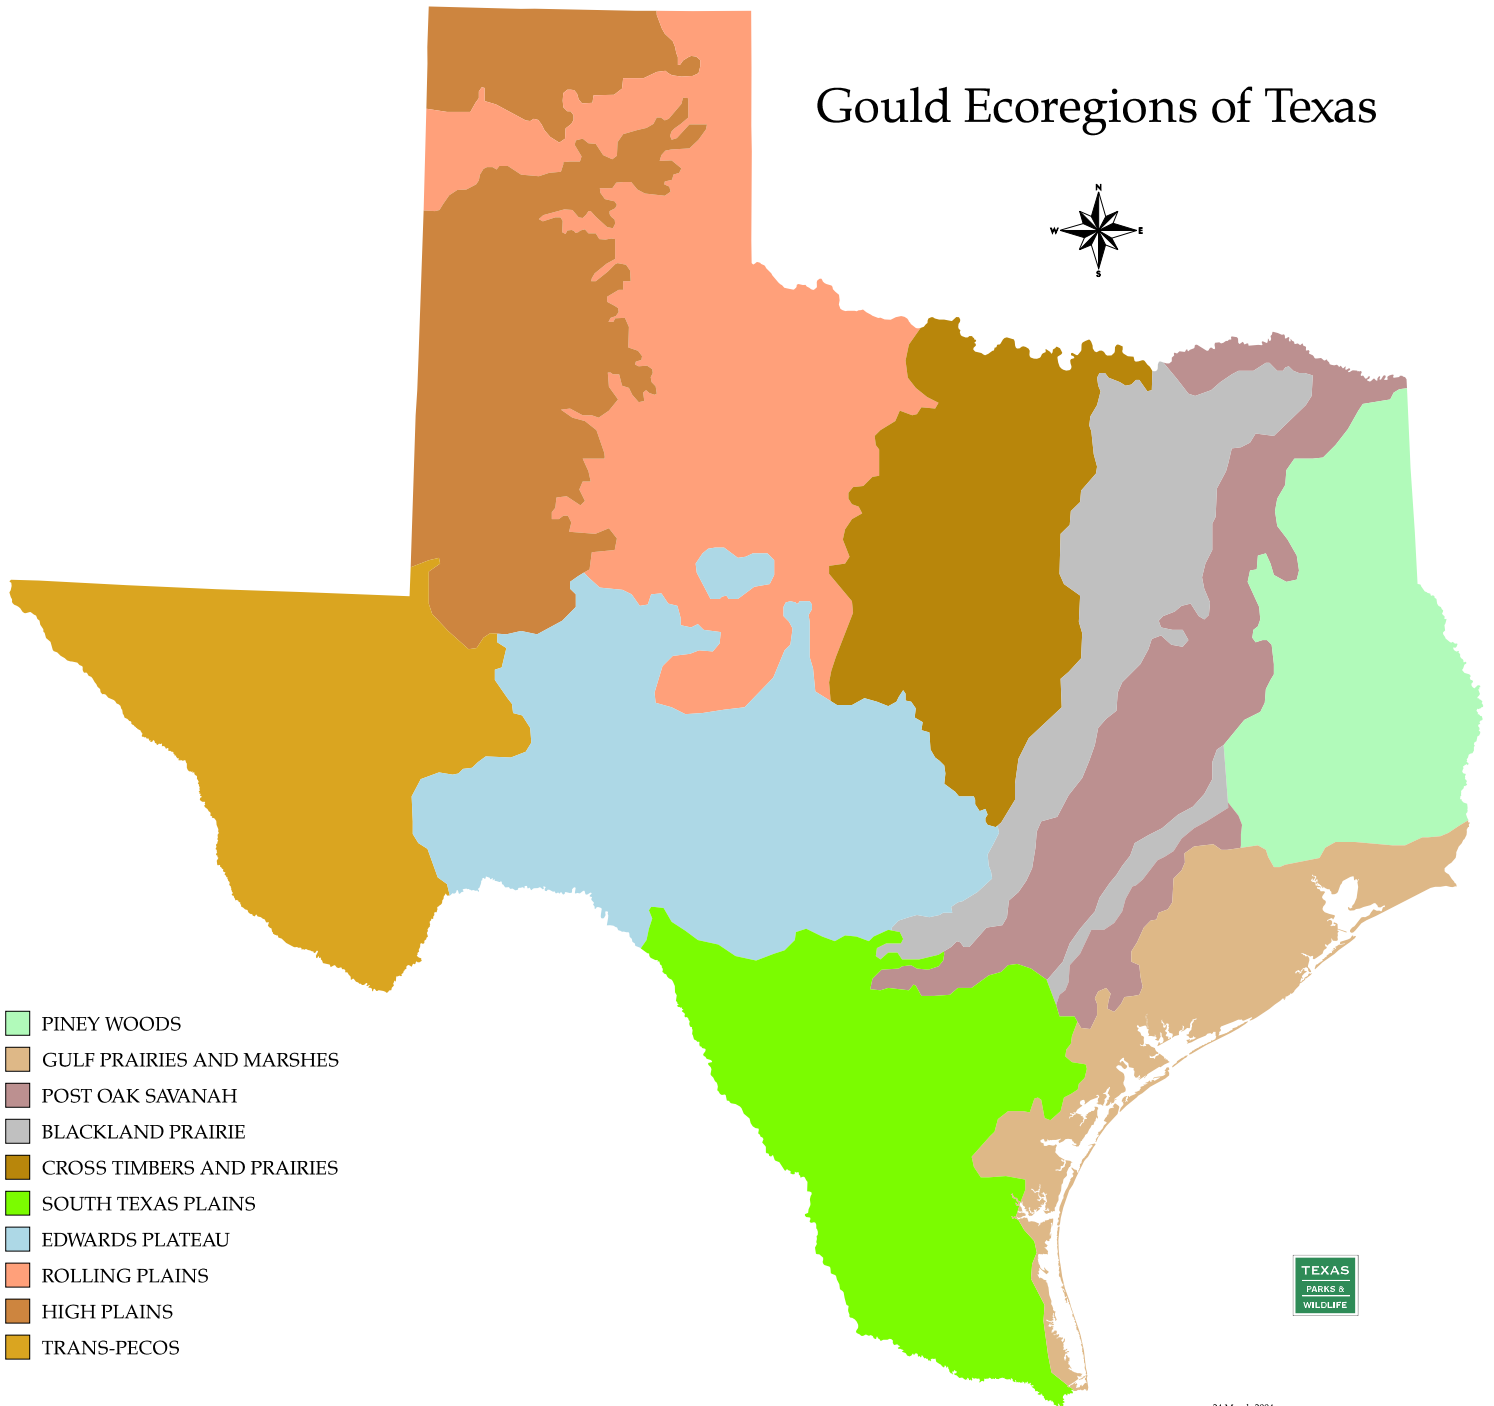 Gould Ecoregions of Texas
N
W E
S
PINEY WOODS
GULF PRAIRIES AND MARSHES
POST OAK SAVANAH
BLACKLAND PRAIRIE
CROSS TIMBERS AND PRAIRIES
SOUTH TEXAS PLAINS
EDWARDS PLATEAU
ROLLING PLAINS
HIGH PLAINS
TRANS-PECOS
TEXAS
PARKS &
WILDLIFE